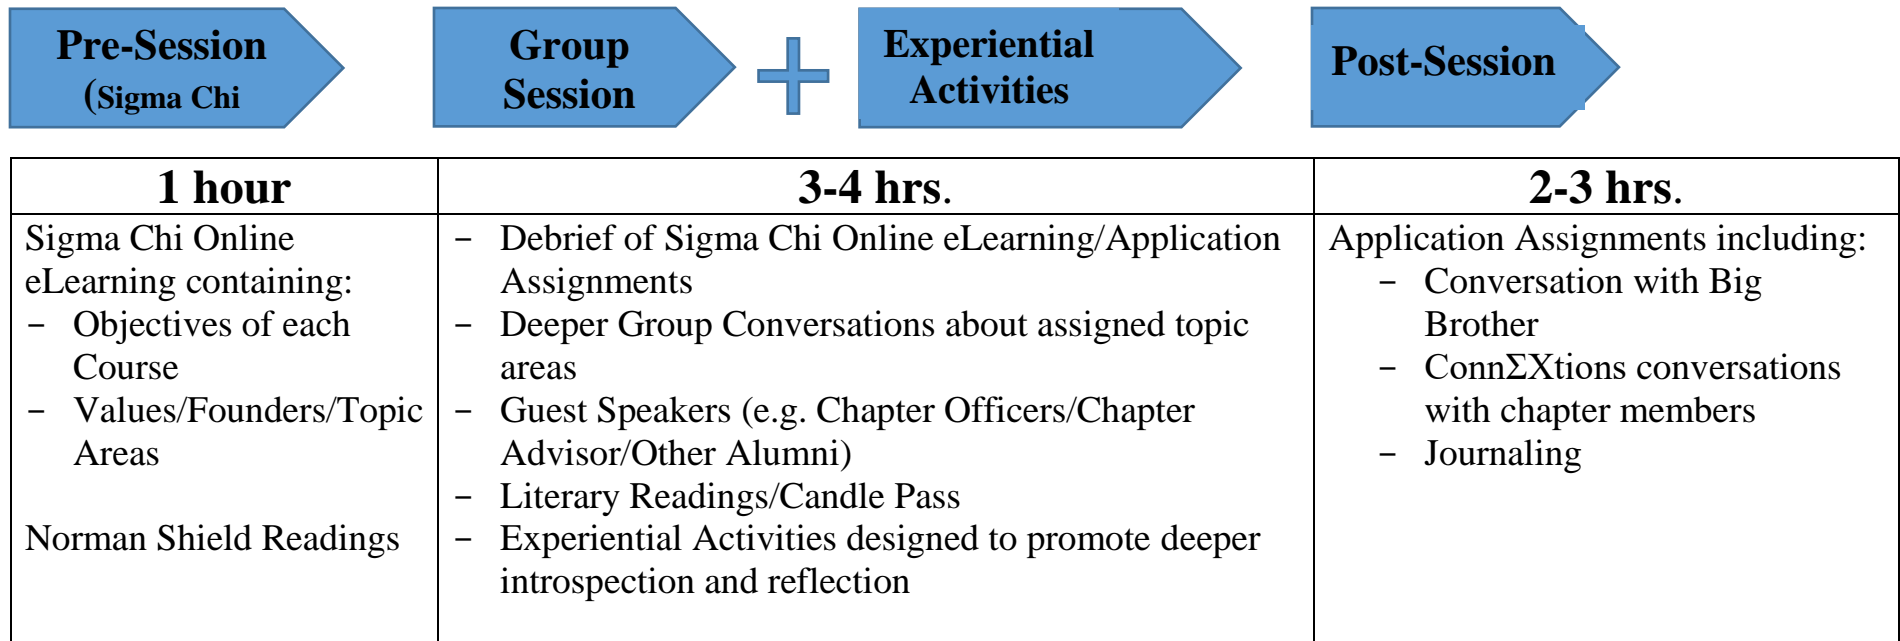 Pre-Session
(Sigma Chi
Group
Session
Experiential
Activities
Post-Session
1 hour
3-4 hrs.
2-3 hrs.
Sigma Chi Online
eLearning containing:
- Objectives of each
Course
- Values/Founders/Topic
Areas
Norman Shield Readings
- Debrief of Sigma Chi Online eLearning/Application
Assignments
- Deeper Group Conversations about assigned topic
areas
- Guest Speakers (e.g. Chapter Officers/Chapter
Advisor/Other Alumni)
- Literary Readings/Candle Pass
- Experiential Activities designed to promote deeper
introspection and reflection
Application Assignments including:
- Conversation with Big
Brother
- ConnΣXtions conversations
with chapter members
- Journaling